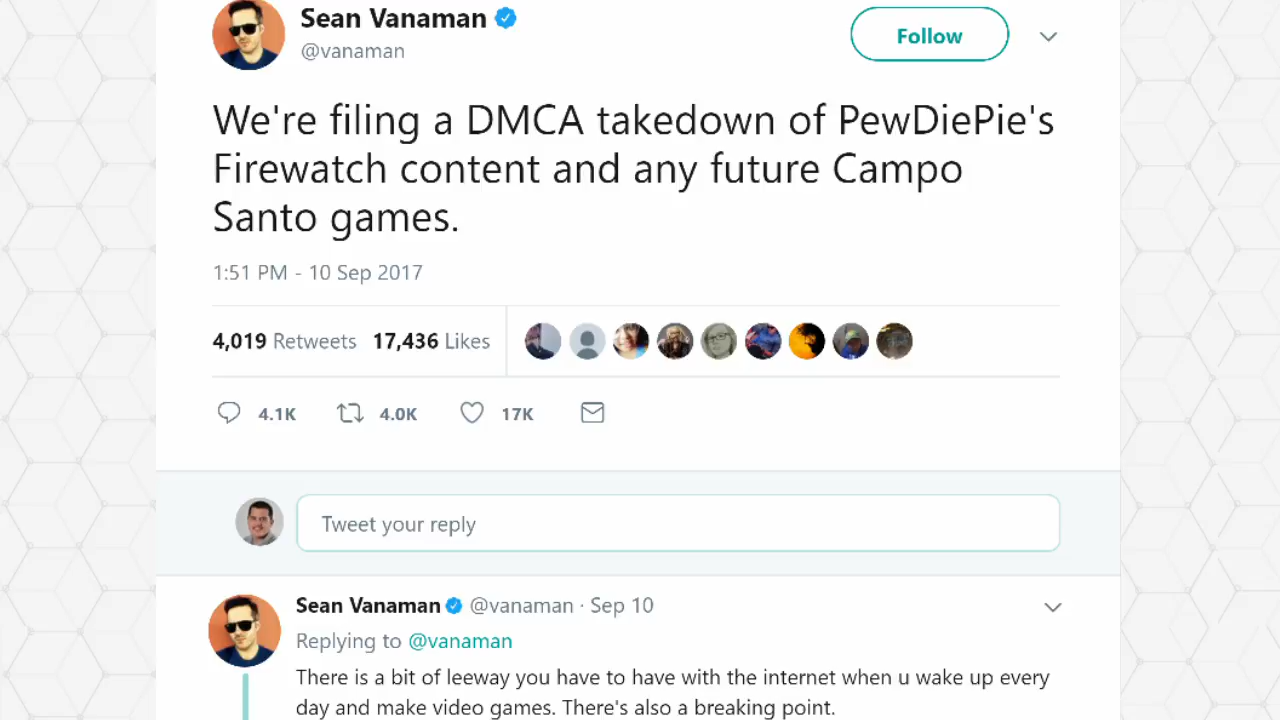 Sean Vanaman
@vanaman
Follow
We're filing a DMCA takedown of PewDiePie's
Firewatch content and any future Campo
Santo games.
1:51 PM - 10 Sep 2017
4,019 Retweets 17,436 Likes
4.1K 4.0K 17K
Tweet your reply
Sean Vanaman @vanaman · Sep 10
Replying to @vanaman
There is a bit of leeway you have to have with the internet when u wake up every
day and make video games. There's also a breaking point.